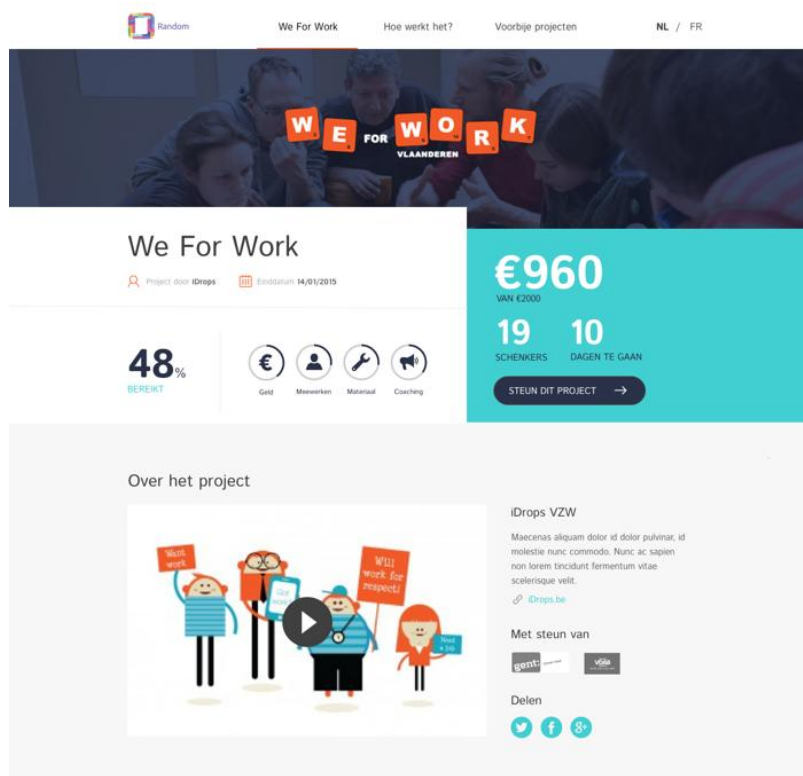 Random
We For Work
Hoe werkt het?
Voorbije projecten
NL / FR
WE FOR WORK
VLAANDEREN
We For Work
Project door iDrops
Einddatum 14/01/2015
€960
VAN €2000
19 10
SCHENKERS DAGEN TE GAAN
STEUN DIT PROJECT
48%
BEREIKT
€
Geld Meewerken Materiaal Coaching
Over het project
Want
work
Got
Will
work for
respect!
Need
a job
iDrops VZW
Maecenas aliquam dolor id dolor pulvinar, id
molestie nunc commodo. Nunc ac sapien
non lorem tincidunt fermentum vitae
scelerisque velit.
iDrops.be
Met steun van
gent:
Delen